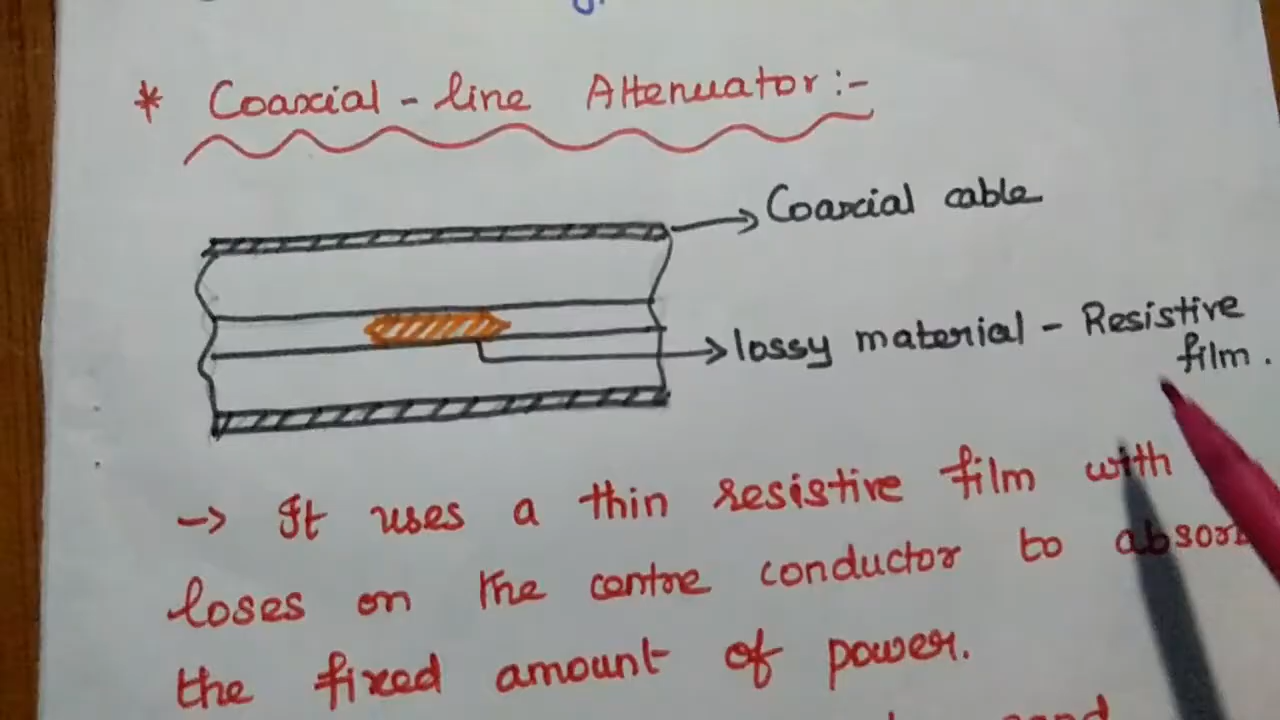 * Coaxial - line Attenuator :-
Coaxial cable
lossy material - Resistive
film .
-> It uses a thin resistive film with
loses on the centre conductor to absorb
the fixed amount of power.